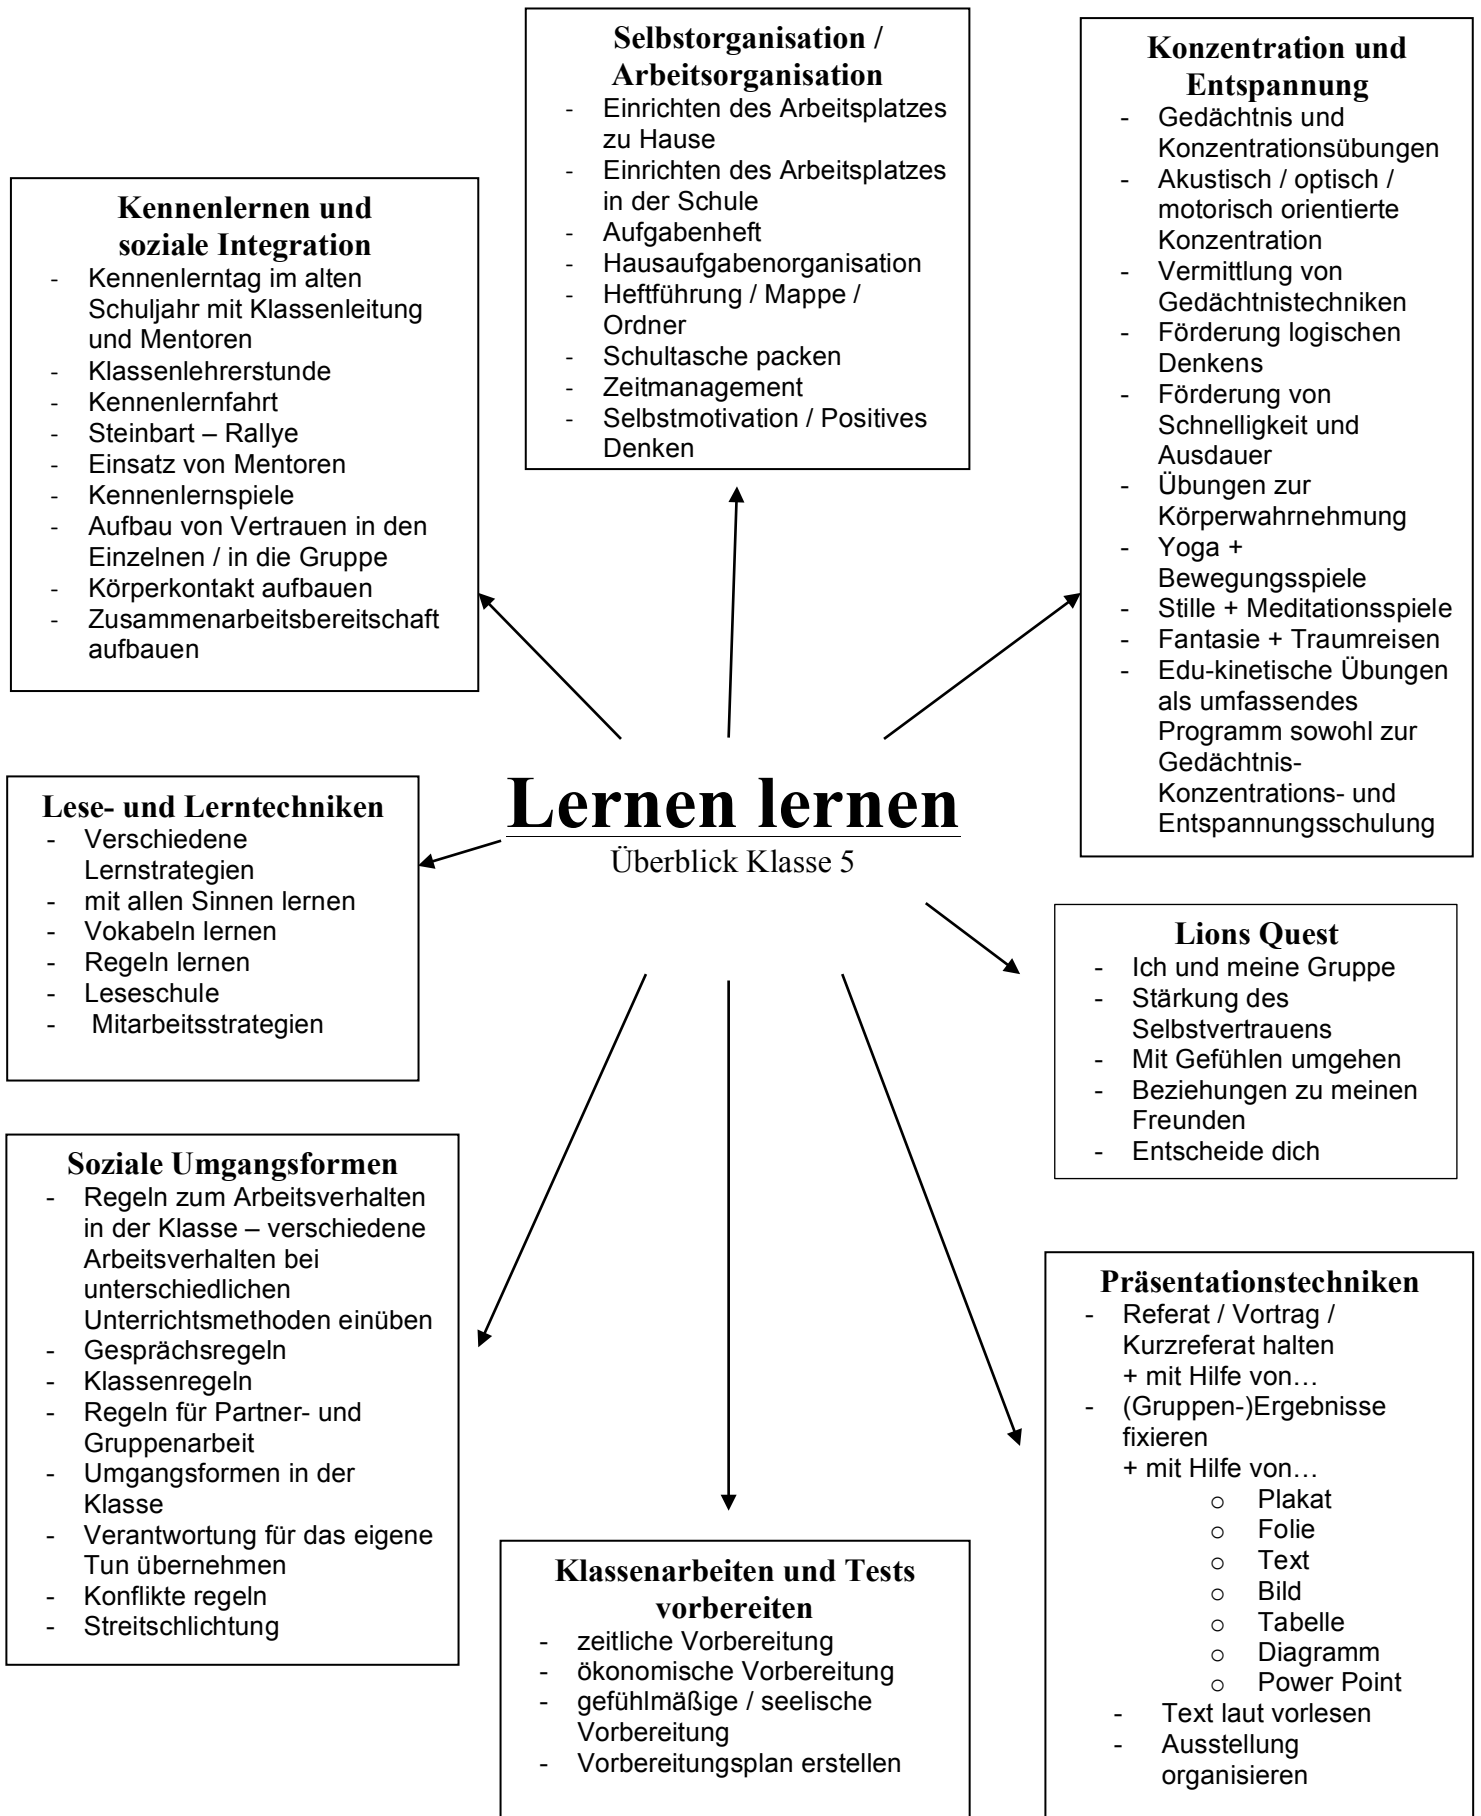 Selbstorganisation /
Arbeitsorganisation
- Einrichten des Arbeitsplatzes
zu Hause
- Einrichten des Arbeitsplatzes
in der Schule
- Aufgabenheft
- Hausaufgabenorganisation
- Heftführung / Mappe /
Ordner
- Schultasche packen
- Zeitmanagement
- Selbstmotivation / Positives
Denken
Konzentration und
Entspannung
- Gedächtnis und
Konzentrationsübungen
- Akustisch / optisch /
motorisch orientierte
Konzentration
- Vermittlung von
Gedächtnistechniken
- Förderung logischen
Denkens
- Förderung von
Schnelligkeit und
Ausdauer
- Übungen zur
Körperwahrnehmung
- Yoga +
Bewegungsspiele
- Stille + Meditationsspiele
- Fantasie + Traumreisen
- Edu-kinetische Übungen
als umfassendes
Programm sowohl zur
Gedächtnis-
Konzentrations- und
Entspannungsschulung
Kennenlernen und
soziale Integration
- Kennenlerntag im alten
Schuljahr mit Klassenleitung
und Mentoren
- Klassenlehrerstunde
- Kennenlernfahrt
- Steinbart – Rallye
- Einsatz von Mentoren
- Kennenlernspiele
- Aufbau von Vertrauen in den
Einzelnen / in die Gruppe
- Körperkontakt aufbauen
- Zusammenarbeitsbereitschaft
aufbauen
Lernen lernen
Überblick Klasse 5
Lese- und Lerntechniken
- Verschiedene
Lernstrategien
- mit allen Sinnen lernen
- Vokabeln lernen
- Regeln lernen
- Leseschule
- Mitarbeitsstrategien
Lions Quest
- Ich und meine Gruppe
- Stärkung des
Selbstvertrauens
- Mit Gefühlen umgehen
- Beziehungen zu meinen
Freunden
- Entscheide dich
Soziale Umgangsformen
- Regeln zum Arbeitsverhalten
in der Klasse – verschiedene
Arbeitsverhalten bei
unterschiedlichen
Unterrichtsmethoden einüben
- Gesprächsregeln
- Klassenregeln
- Regeln für Partner- und
Gruppenarbeit
- Umgangsformen in der
Klasse
- Verantwortung für das eigene
Tun übernehmen
- Konflikte regeln
- Streitschlichtung
Klassenarbeiten und Tests
vorbereiten
- zeitliche Vorbereitung
- ökonomische Vorbereitung
- gefühlmäßige / seelische
Vorbereitung
- Vorbereitungsplan erstellen
Präsentationstechniken
- Referat / Vortrag /
Kurzreferat halten
+ mit Hilfe von…
- (Gruppen-)Ergebnisse
fixieren
+ mit Hilfe von…
o Plakat
o Folie
o Text
o Bild
o Tabelle
o Diagramm
o Power Point
- Text laut vorlesen
- Ausstellung
organisieren